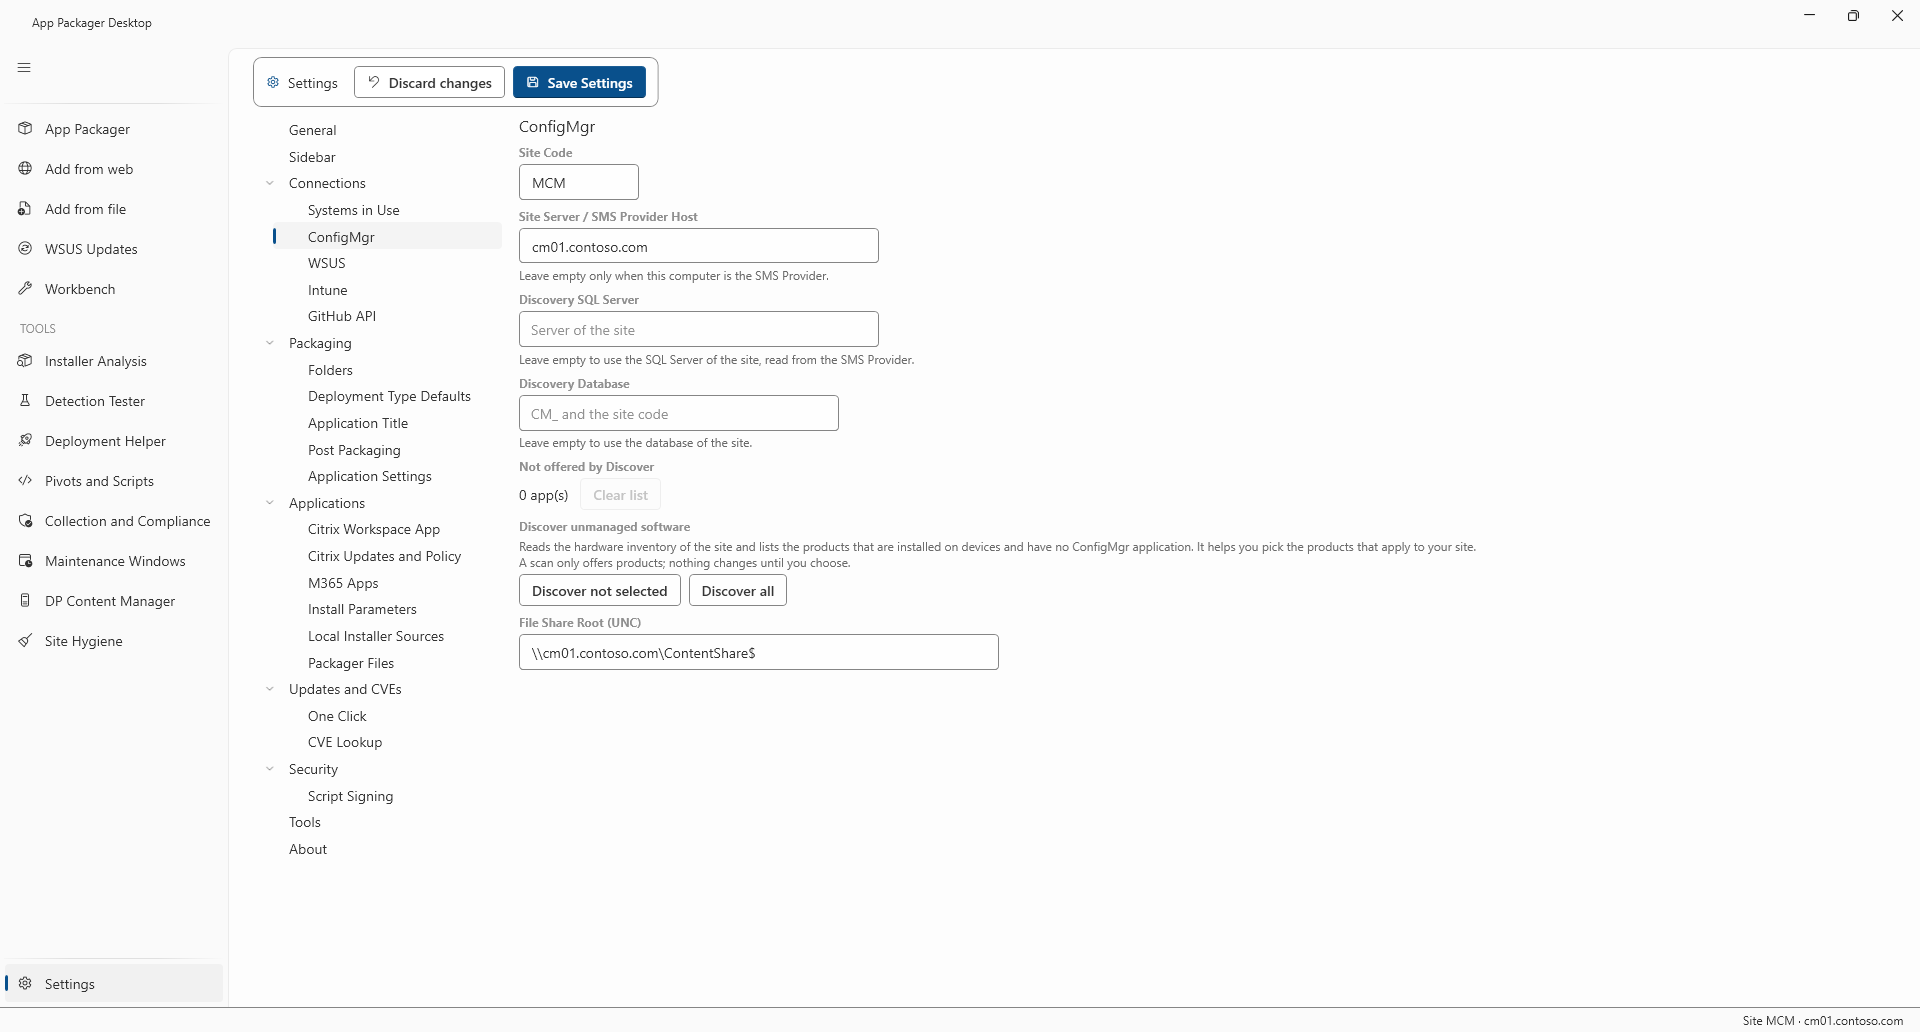 App Packager Desktop
App Packager
Add from web
Add from file
WSUS Updates
Workbench
TOOLS
Installer Analysis
Detection Tester
Deployment Helper
Pivots and Scripts
Collection and Compliance
Maintenance Windows
DP Content Manager
Site Hygiene
Settings
Settings
Discard changes
Save Settings
General
Sidebar
Connections
Systems in Use
ConfigMgr
WSUS
Intune
GitHub API
Packaging
Folders
Deployment Type Defaults
Application Title
Post Packaging
Application Settings
Applications
Citrix Workspace App
Citrix Updates and Policy
M365 Apps
Install Parameters
Local Installer Sources
Packager Files
Updates and CVEs
One Click
CVE Lookup
Security
Script Signing
Tools
About
ConfigMgr
Site Code
MCM
Site Server / SMS Provider Host
cm01.contoso.com
Leave empty only when this computer is the SMS Provider.
Discovery SQL Server
Server of the site
Leave empty to use the SQL Server of the site, read from the SMS Provider.
Discovery Database
CM_ and the site code
Leave empty to use the database of the site.
Not offered by Discover
0 app(s)
Clear list
Discover unmanaged software
Reads the hardware inventory of the site and lists the products that are installed on devices and have no ConfigMgr application. It helps you pick the products that apply to your site.
A scan only offers products; nothing changes until you choose.
Discover not selected
Discover all
File Share Root (UNC)
\\cm01.contoso.com\ContentShare$
Site MCM · cm01.contoso.com